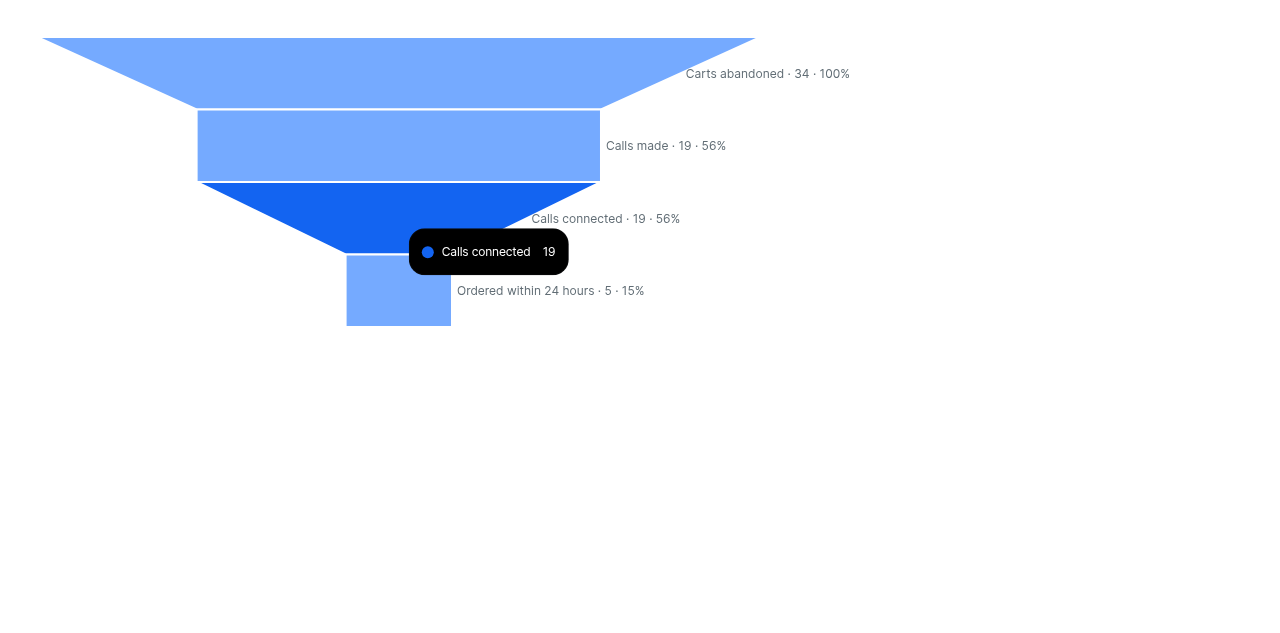 Carts abandoned · 34 · 100%
Calls made · 19 · 56%
Calls connected · 19 · 56%
Calls connected 19
Ordered within 24 hours · 5 · 15%